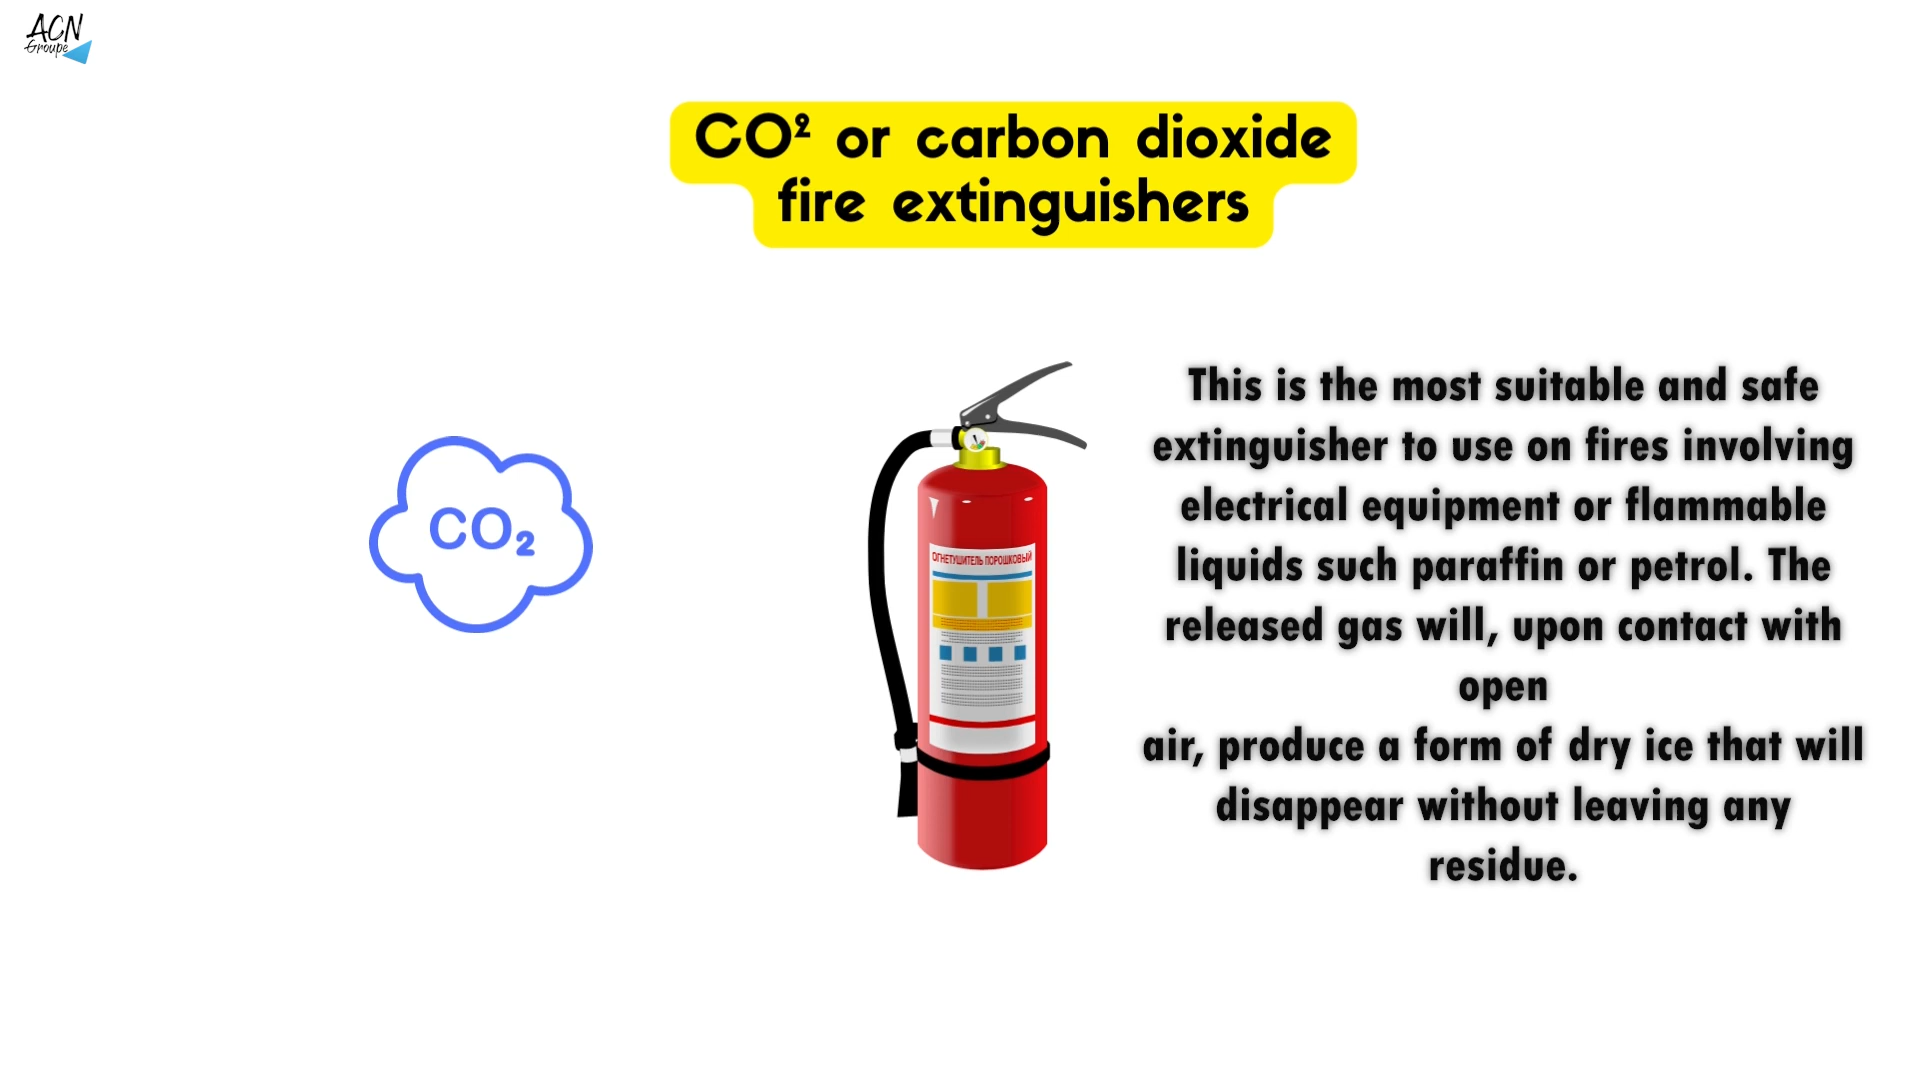 ACN
Groupe
CO² or carbon dioxide
fire extinguishers
CO₂
ОГНЕТУШИТЕЛЬ ПОРОШКОВЫЙ
This is the most suitable and safe
extinguisher to use on fires involving
electrical equipment or flammable
liquids such paraffin or petrol. The
released gas will, upon contact with
open
air, produce a form of dry ice that will
disappear without leaving any
residue.